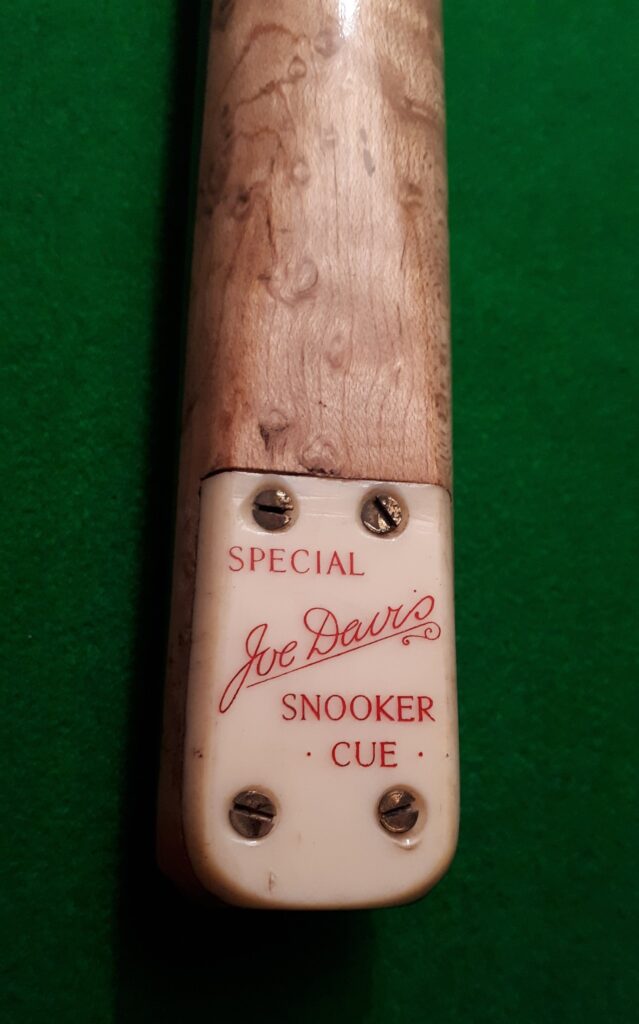 SPECIAL
Joe Davis
SNOOKER
· CUE ·